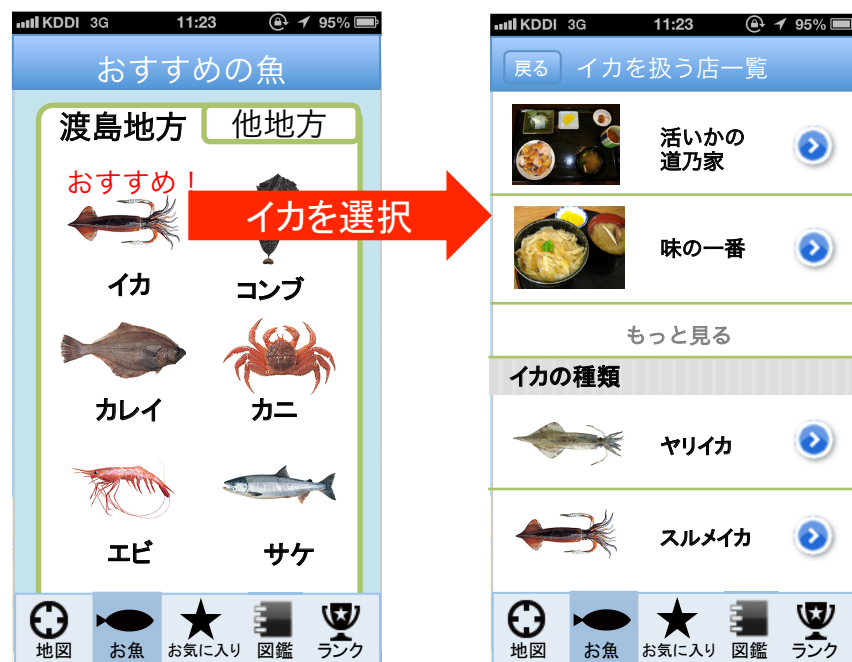 KDDI 3G 11:23 95%
おすすめの魚
渡島地方 他地方
おすすめ！
イカ コンブ
カレイ カニ
エビ サケ
地図 お魚 お気に入り 図鑑 ランク
イカを選択
KDDI 3G 11:23 95%
戻る イカを扱う店一覧
活いかの
道乃家
味の一番
もっと見る
イカの種類
ヤリイカ
スルメイカ
地図 お魚 お気に入り 図鑑 ランク